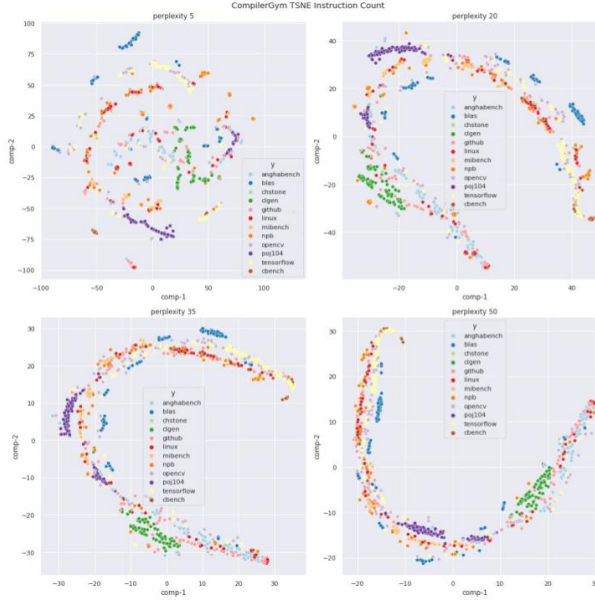 CompilerGym TSNE Instruction Count
perplexity 5
comp-2
100
75
50
25
0
-25
-50
-75
-100
-100
-50
0
50
100
comp-1
y
anghabench
blas
chstone
clgen
github
linux
mibench
npb
opencv
poj104
tensorflow
cbench
perplexity 20
comp-2
40
20
0
-20
-40
-20
0
20
40
comp-1
y
anghabench
blas
chstone
clgen
github
linux
mibench
npb
opencv
poj104
tensorflow
cbench
perplexity 35
comp-2
30
20
10
0
-10
-20
-30
-30
-20
-10
0
10
20
30
comp-1
y
anghabench
blas
chstone
clgen
github
linux
mibench
npb
opencv
poj104
tensorflow
cbench
perplexity 50
comp-2
30
20
10
0
-10
-20
-20
-10
0
10
20
comp-1
y
anghabench
blas
chstone
clgen
github
linux
mibench
npb
opencv
poj104
tensorflow
cbench